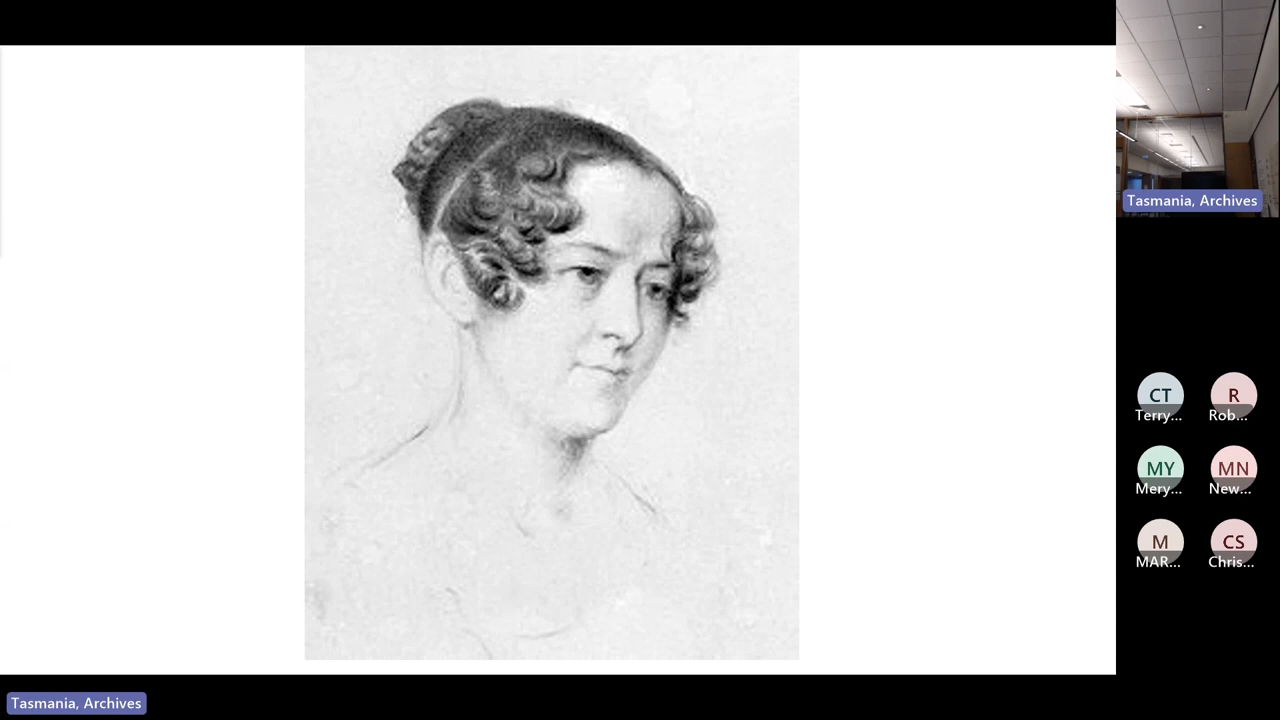 Tasmania, Archives
CT R
Terry... Rob...
MY MN
Mery... New...
M CS
MAR... Chris...
Tasmania, Archives